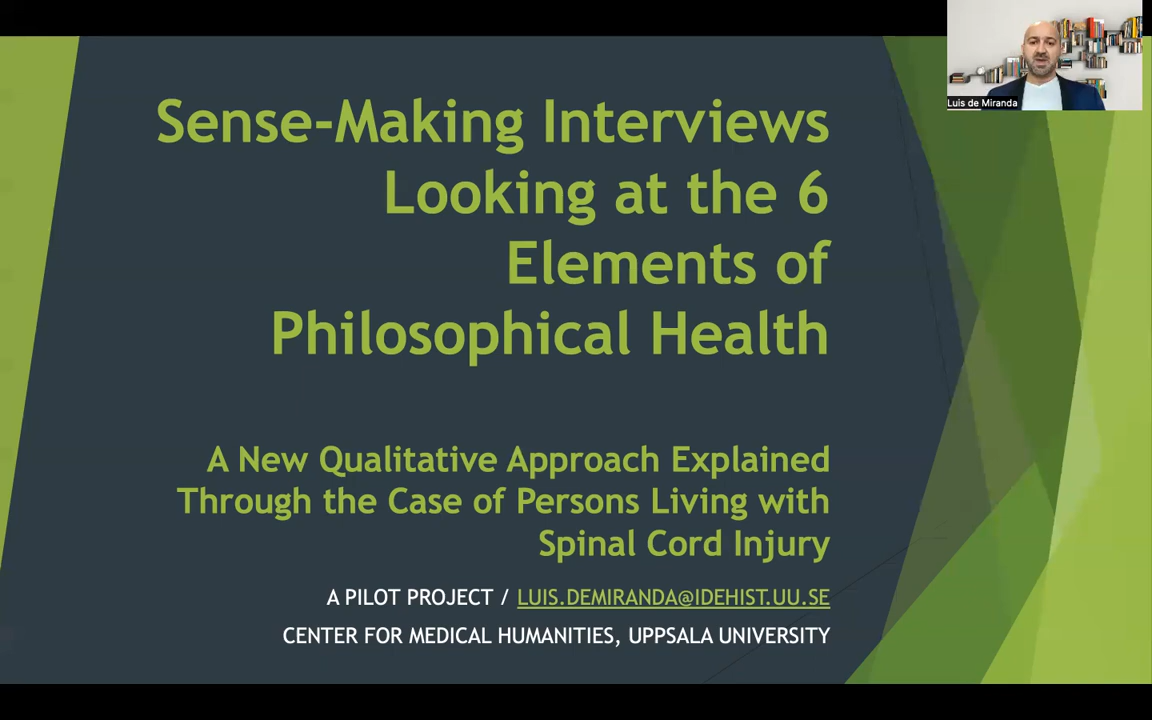 Luis de Miranda
Sense-Making Interviews
Looking at the 6
Elements of
Philosophical Health
A New Qualitative Approach Explained
Through the Case of Persons Living with
Spinal Cord Injury
A PILOT PROJECT / LUIS.DEMIRANDA@IDEHIST.UU.SE
CENTER FOR MEDICAL HUMANITIES, UPPSALA UNIVERSITY